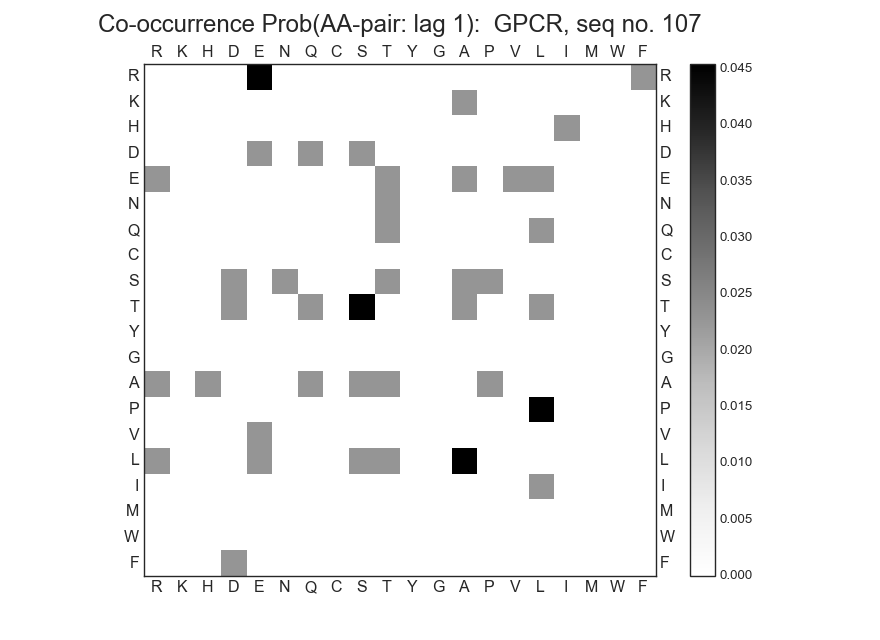 Co-occurrence Prob(AA-pair: lag 1):  GPCR, seq no. 107
R K H D E N Q C S T Y G A P V L I M W F
R R 0.045
K K
H H 0.040
D D
E E 0.035
N N
Q Q 0.030
C C
S S
T T 0.025
Y Y
G G 0.020
A A
P P 0.015
V V
L L 0.010
I I
M M 0.005
W W
F F 0.000
R K H D E N Q C S T Y G A P V L I M W F